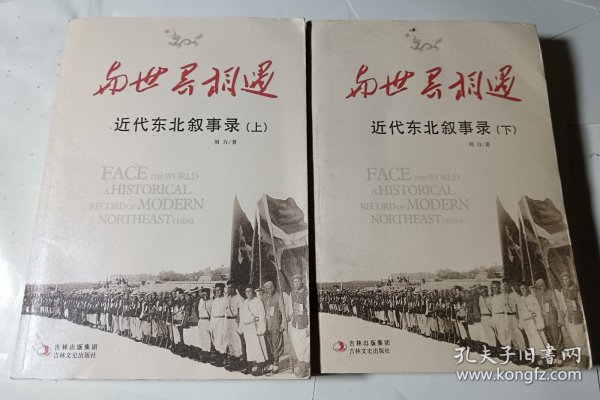 与世界相遇
近代东北叙事录(上)
周力/著
FACE THE WORLD
A HISTORICAL
RECORD OF MODERN
NORTHEAST CHINA
吉林出版集团
吉林文史出版社
与世界相遇
近代东北叙事录(下)
周力/著
FACE THE WORLD
A HISTORICAL
RECORD OF MODERN
NORTHEAST CHINA
吉林出版集团
吉林文史出版社
孔夫子旧书网
www.kongfz.com